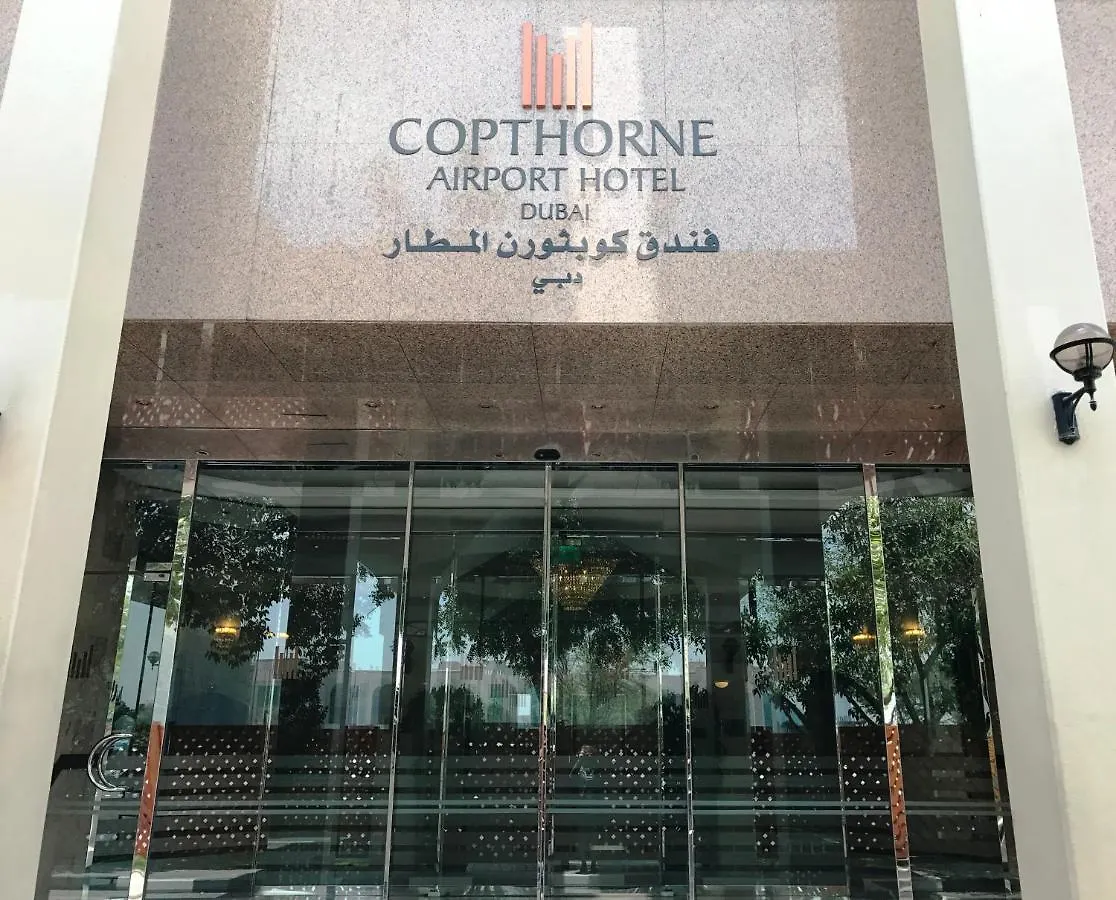 COPTHORNE
AIRPORT HOTEL
DUBAI
فندق كوبثورن المطار
دبي